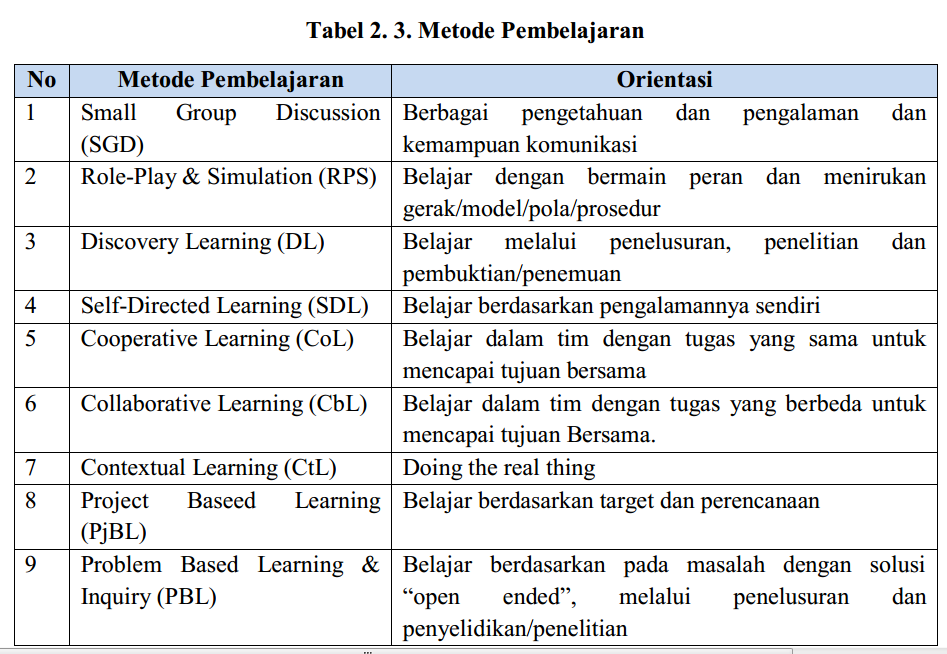 Tabel 2. 3. Metode Pembelajaran
No Metode Pembelajaran Orientasi
1 Small Group Discussion Berbagai pengetahuan dan pengalaman dan
(SGD) kemampuan komunikasi
2 Role-Play & Simulation (RPS) Belajar dengan bermain peran dan menirukan
gerak/model/pola/prosedur
3 Discovery Learning (DL) Belajar melalui penelusuran, penelitian dan
pembuktian/penemuan
4 Self-Directed Learning (SDL) Belajar berdasarkan pengalamannya sendiri
5 Cooperative Learning (CoL) Belajar dalam tim dengan tugas yang sama untuk
mencapai tujuan bersama
6 Collaborative Learning (CbL) Belajar dalam tim dengan tugas yang berbeda untuk
mencapai tujuan Bersama.
7 Contextual Learning (CtL) Doing the real thing
8 Project Baseed Learning Belajar berdasarkan target dan perencanaan
(PjBL)
9 Problem Based Learning & Belajar berdasarkan pada masalah dengan solusi
Inquiry (PBL) “open ended”, melalui penelusuran dan
penyelidikan/penelitian